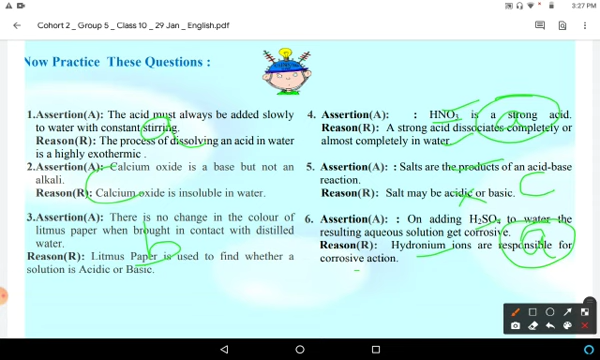 3:27 PM
Cohort 2 _ Group 5 _ Class 10 _ 29 Jan _ English.pdf
Now Practice These Questions :
1.Assertion(A): The acid must always be added slowly
to water with constant stirring.
Reason(R): The process of dissolving an acid in water
is a highly exothermic .
a
2.Assertion(A): Calcium oxide is a base but not an
alkali.
Reason(R): Calcium oxide is insoluble in water.
C
3.Assertion(A): There is no change in the colour of
litmus paper when brought in contact with distilled
water.
Reason(R): Litmus Paper is used to find whether a
solution is Acidic or Basic.
b
4. Assertion(A): : HNO₃ is a strong acid.
Reason(R): A strong acid dissociates completely or
almost completely in water
a
5. Assertion(A): : Salts are the products of an acid-base
reaction.
Reason(R): Salt may be acidic or basic.
C
6. Assertion(A): : On adding H₂SO₄ to water the
resulting aqueous solution get corrosive.
Reason(R): Hydronium ions are responsible for
corrosive action.
a